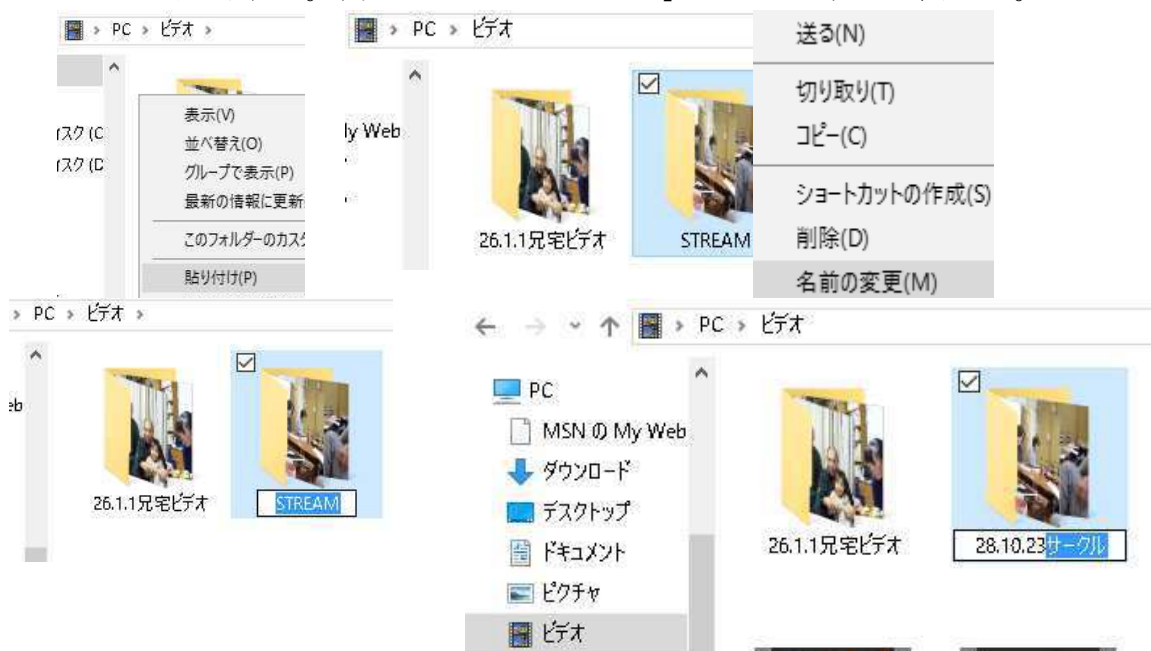 > PC > ビデオ >
ィスク (C
ィスク (D
表示(V)
並べ替え(O)
グループで表示(P)
最新の情報に更新
このフォルダーのカスタ
貼り付け(P)
> PC > ビデオ
ly Web
26.1.1兄宅ビデオ
STREAM
送る(N)
切り取り(T)
コピー(C)
ショートカットの作成(S)
削除(D)
名前の変更(M)
> PC > ビデオ >
eb
26.1.1兄宅ビデオ
STREAM
> PC > ビデオ
PC
MSN の My Web
ダウンロード
デスクトップ
ドキュメント
ピクチャ
ビデオ
26.1.1兄宅ビデオ
28.10.23サークル